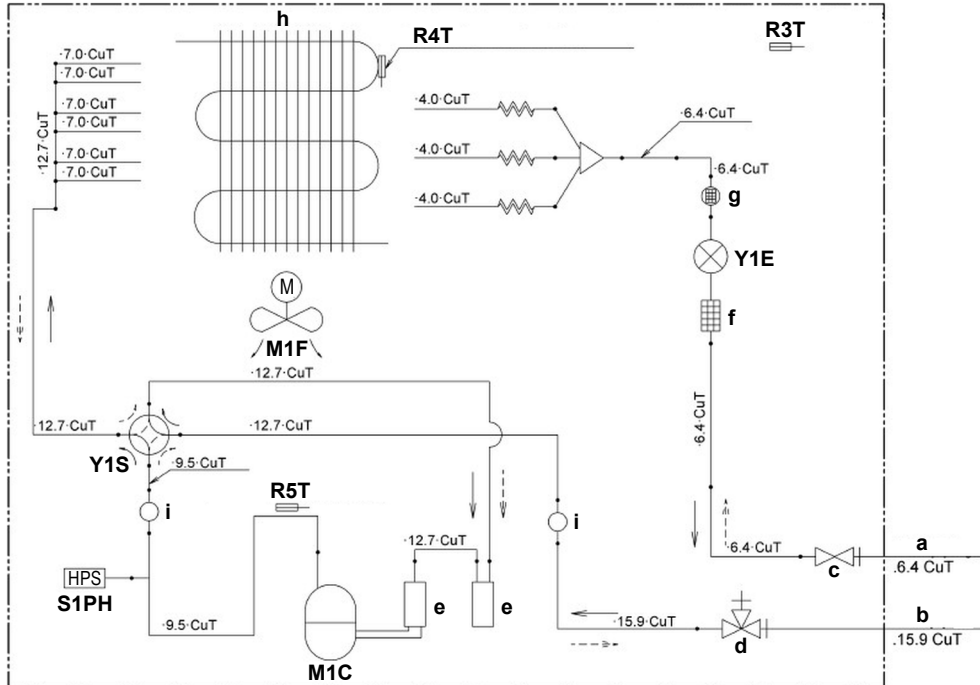 h
R4T
R3T
·7.0·CuT
·7.0·CuT
·7.0·CuT
·7.0·CuT
·7.0·CuT
·7.0·CuT
·12.7·CuT
·4.0·CuT
·4.0·CuT
·4.0·CuT
·6.4·CuT
·6.4·CuT
g
Y1E
f
M
M1F
·12.7·CuT
·12.7·CuT
·12.7·CuT
·6.4·CuT
Y1S
·9.5·CuT
i
R5T
i
·12.7·CuT
·6.4·CuT
a
.6.4 CuT
c
HPS
S1PH
e
e
·9.5·CuT
M1C
·15.9·CuT
d
b
.15.9 CuT